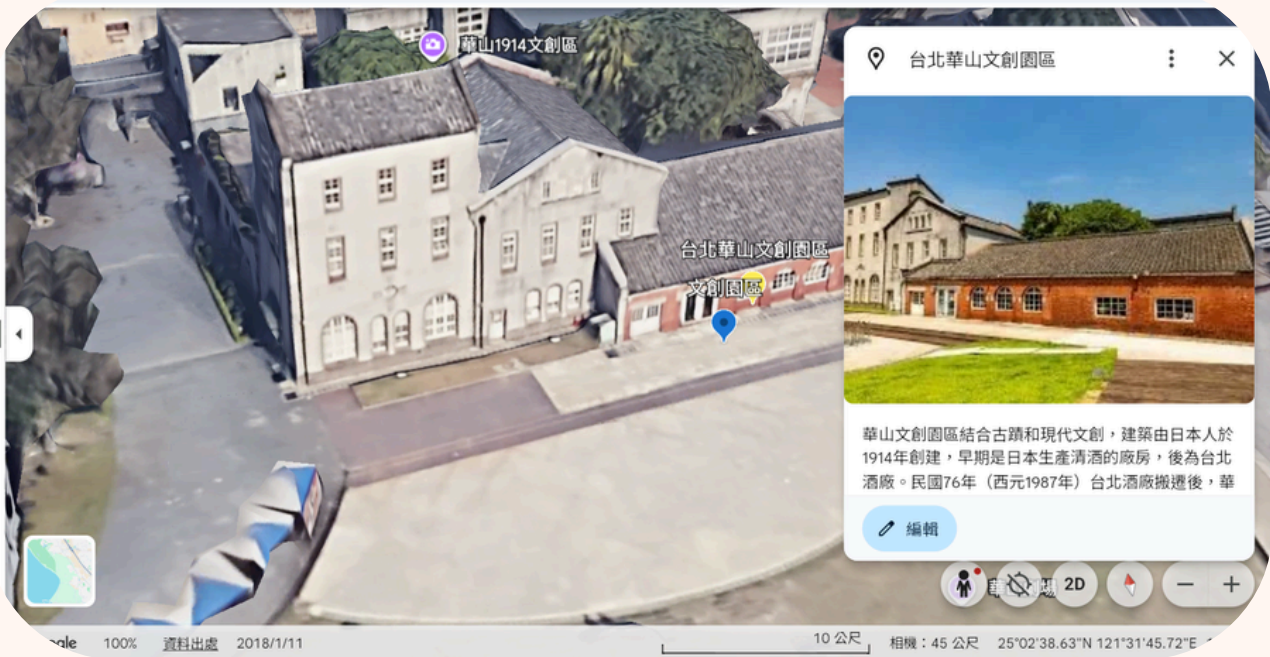 華山1914文創區
台北華山文創園區
台北華山文創園區
文創園區
華山文創園區結合古蹟和現代文創，建築由日本人於
1914年創建，早期是日本生產清酒的廠房，後為台北
酒廠。民國76年（西元1987年）台北酒廠搬遷後，華
編輯
2D
100%
資料出處
2018/1/11
10 公尺
相機：45 公尺
25°02'38.63"N 121°31'45.72"E